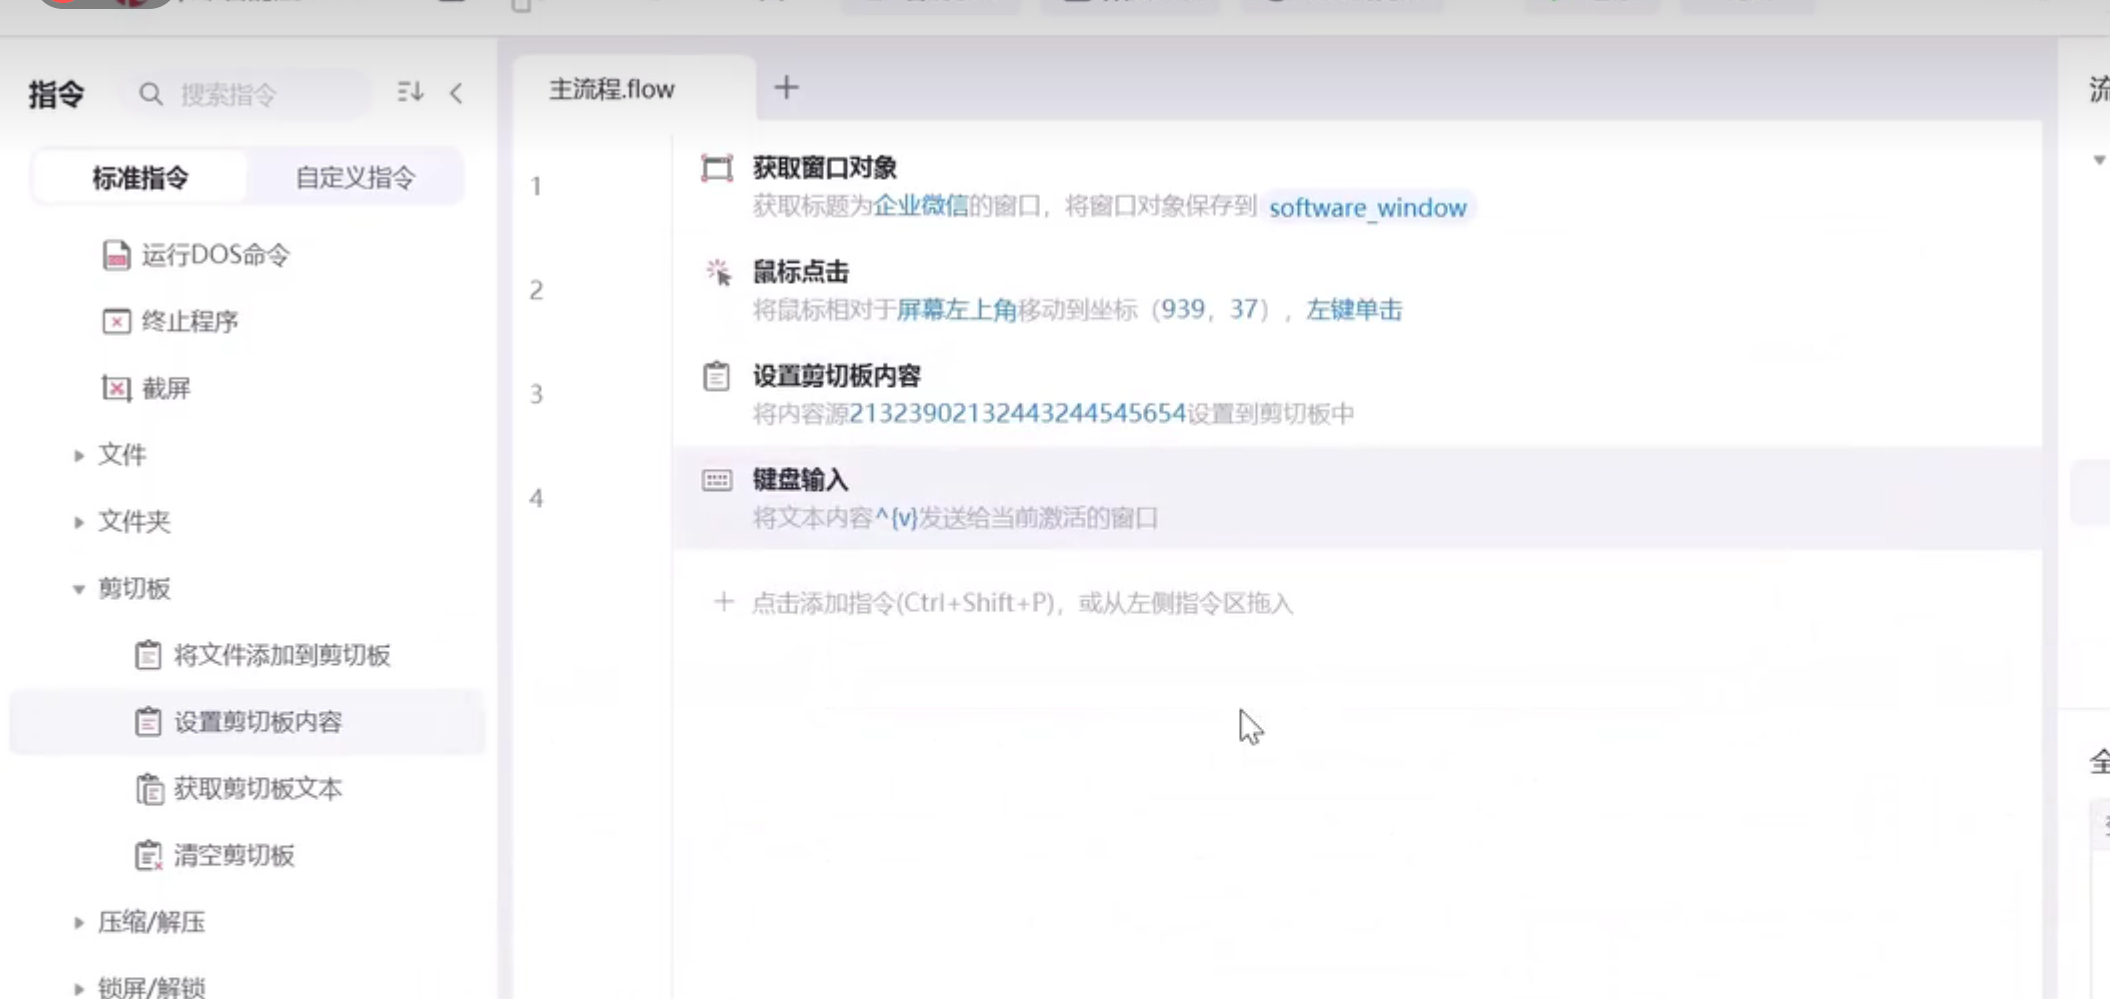 指令
搜索指令
标准指令
自定义指令
运行DOS命令
终止程序
截屏
文件
文件夹
剪切板
将文件添加到剪切板
设置剪切板内容
获取剪切板文本
清空剪切板
压缩/解压
锁屏/解锁
主流程.flow
1
获取窗口对象
获取标题为企业微信的窗口，将窗口对象保存到 software_window
2
鼠标点击
将鼠标相对于屏幕左上角移动到坐标（939，37），左键单击
3
设置剪切板内容
将内容源21323902132443244545654设置到剪切板中
4
键盘输入
将文本内容^{v}发送给当前激活的窗口
点击添加指令(Ctrl+Shift+P)，或从左侧指令区拖入
流
全